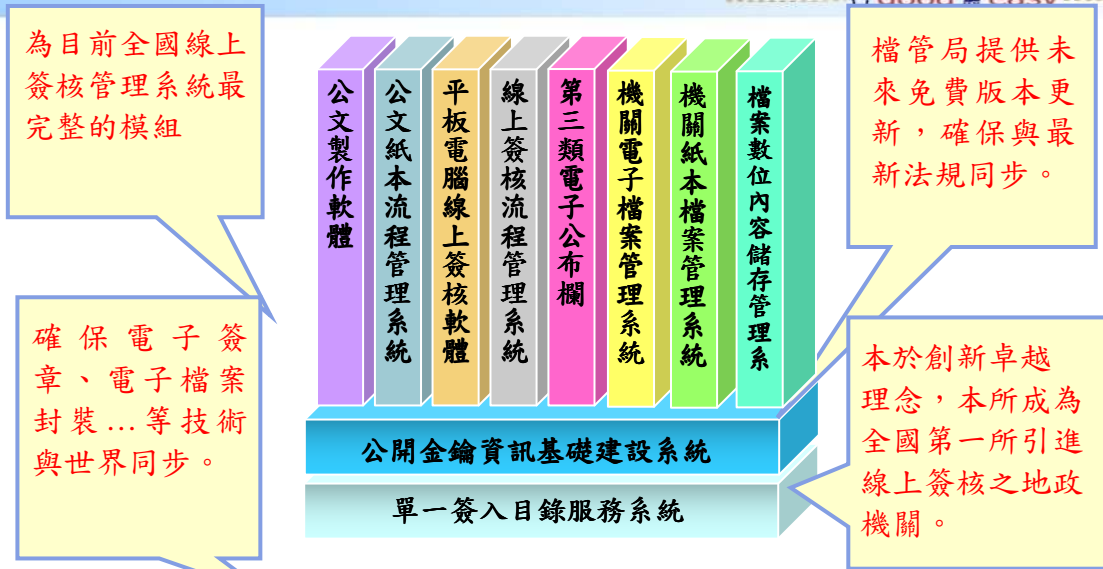 為目前全國線上
簽核管理系統最
完整的模組
確保電子簽
章、電子檔案
封裝...等技術
與世界同步。
公文製作軟體
公文紙本流程管理系統
平板電腦線上簽核軟體
線上簽核流程管理系統
第三類電子公布欄
機關電子檔案管理系統
機關紙本檔案管理系統
檔案數位內容儲存管理系
公開金鑰資訊基礎建設系統
單一簽入目錄服務系統
檔管局提供未
來免費版本更
新，確保與最
新法規同步。
本於創新卓越
理念，本所成為
全國第一所引進
線上簽核之地政
機關。